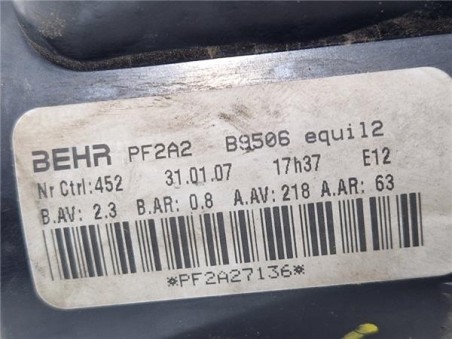 BEHR PF2A2 B9506 equil2
Nr Ctrl:452 31.01.07 17h37 E12
B.AV: 2.3 B.AR: 0.8 A.AV: 218 A.AR: 63
*PF2A27136*